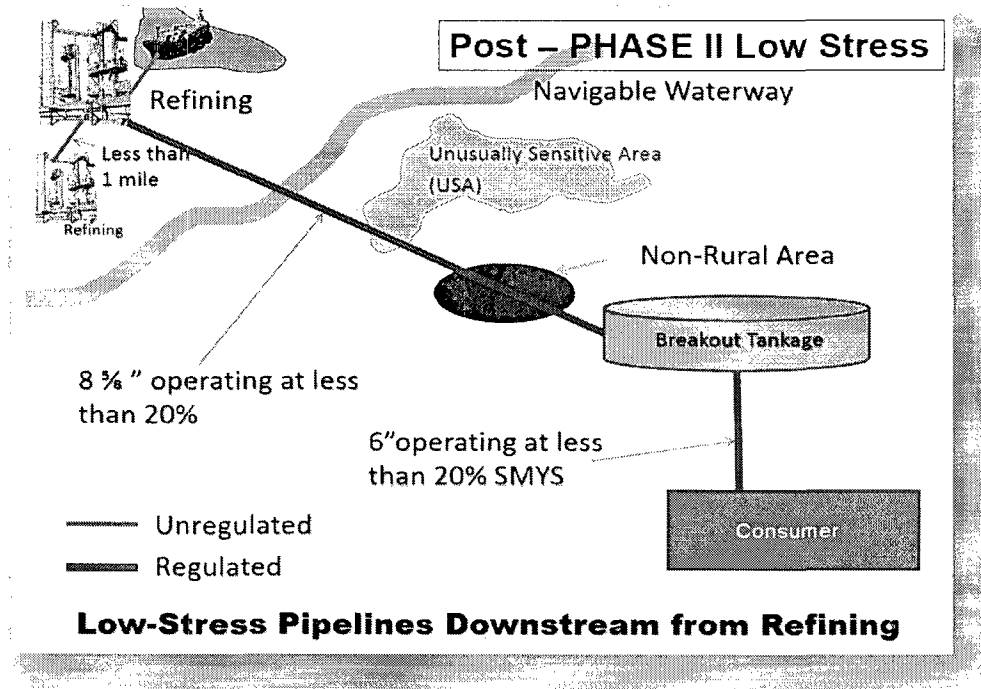 Post – PHASE II Low Stress
Navigable Waterway
Refining
Less than
1 mile
Refining
Unusually Sensitive Area
(USA)
Non-Rural Area
Breakout Tankage
8 ⅝ " operating at less
than 20%
6"operating at less
than 20% SMYS
Consumer
Unregulated
Regulated
Low-Stress Pipelines Downstream from Refining